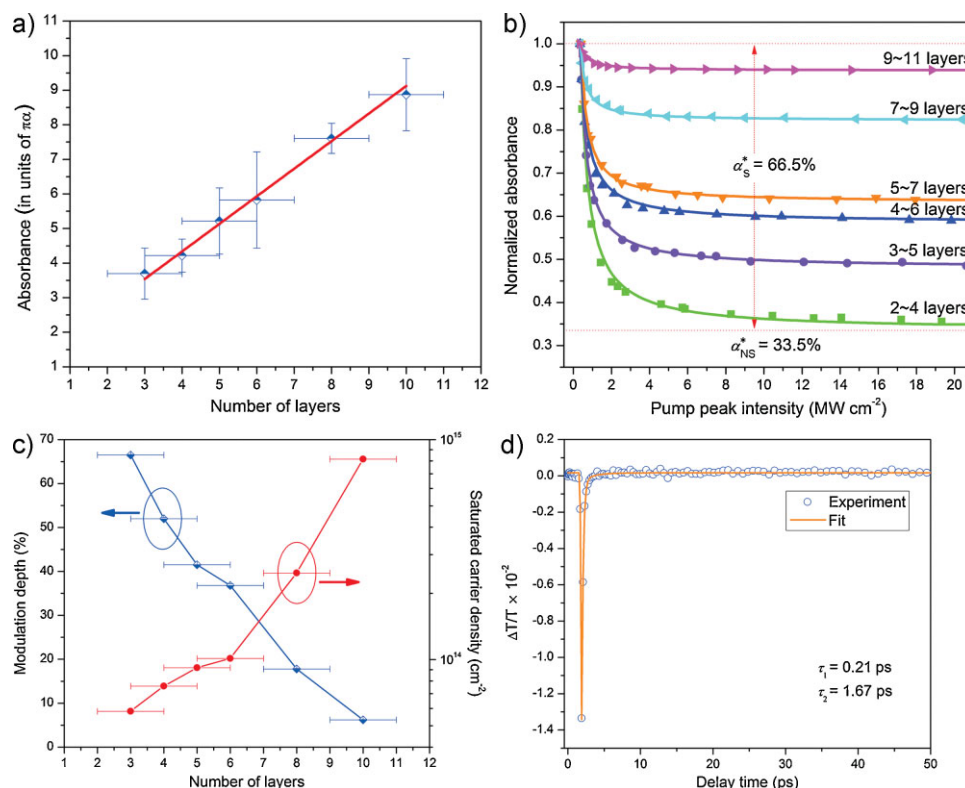 a)
11
10
9
8
7
6
5
4
3
2
1
Absorbance (in units of πα)
1 2 3 4 5 6 7 8 9 10 11 12
Number of layers
b)
1.0
0.9
0.8
0.7
0.6
0.5
0.4
0.3
Normalized absorbance
9~11 layers
7~9 layers
α*S = 66.5%
5~7 layers
4~6 layers
3~5 layers
2~4 layers
α*NS = 33.5%
0 2 4 6 8 10 12 14 16 18 20
Pump peak intensity (MW cm-2)
c)
70
60
50
40
30
20
10
0
Modulation depth (%)
10^15
10^14
Saturated carrier density (cm-2)
1 2 3 4 5 6 7 8 9 10 11 12
Number of layers
d)
0.2
0.0
-0.2
-0.4
-0.6
-0.8
-1.0
-1.2
-1.4
ΔT/T × 10-2
Experiment
Fit
τ1 = 0.21 ps
τ2 = 1.67 ps
0 10 20 30 40 50
Delay time (ps)